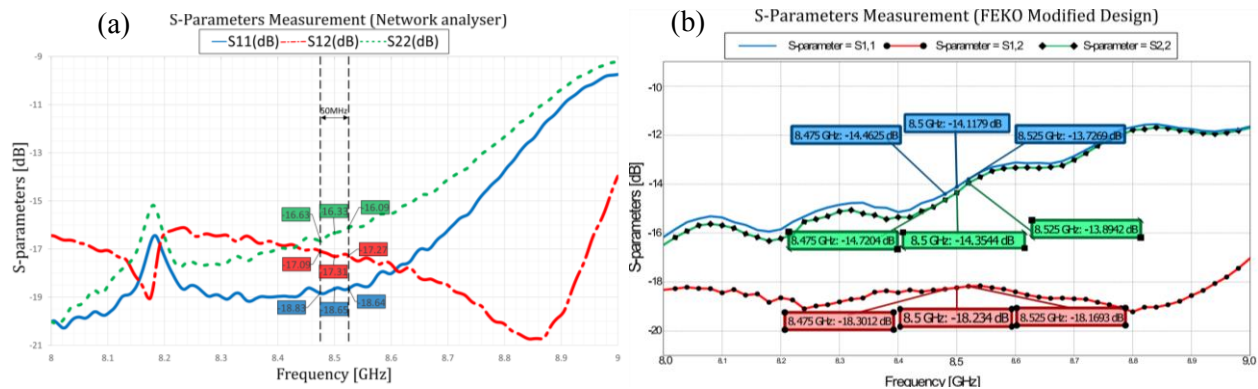 (a)
S-Parameters Measurement (Network analyser)
S11(dB) S12(dB) S22(dB)
-9
-11
-13
-15
-17
-19
-21
S-parameters [dB]
50MHz
-16.63
-16.33
-16.09
-17.09
-17.31
-17.27
-18.83
-18.65
-18.64
8 8.1 8.2 8.3 8.4 8.5 8.6 8.7 8.8 8.9 9
Frequency [GHz]
(b)
S-Parameters Measurement (FEKO Modified Design)
S-parameter = S1,1 S-parameter = S1,2 S-parameter = S2,2
-10
-12
-14
-16
-18
-20
S-parameters [dB]
8.5 GHz: -14.1179 dB
8.475 GHz: -14.4625 dB
8.525 GHz: -13.7269 dB
8.475 GHz: -14.7204 dB
8.5 GHz: -14.3544 dB
8.525 GHz: -13.8942 dB
8.475 GHz: -18.3012 dB
8.5 GHz: -18.234 dB
8.525 GHz: -18.1693 dB
8.0 8.1 8.2 8.3 8.4 8.5 8.6 8.7 8.8 8.9 9.0
Frequency [GHz]